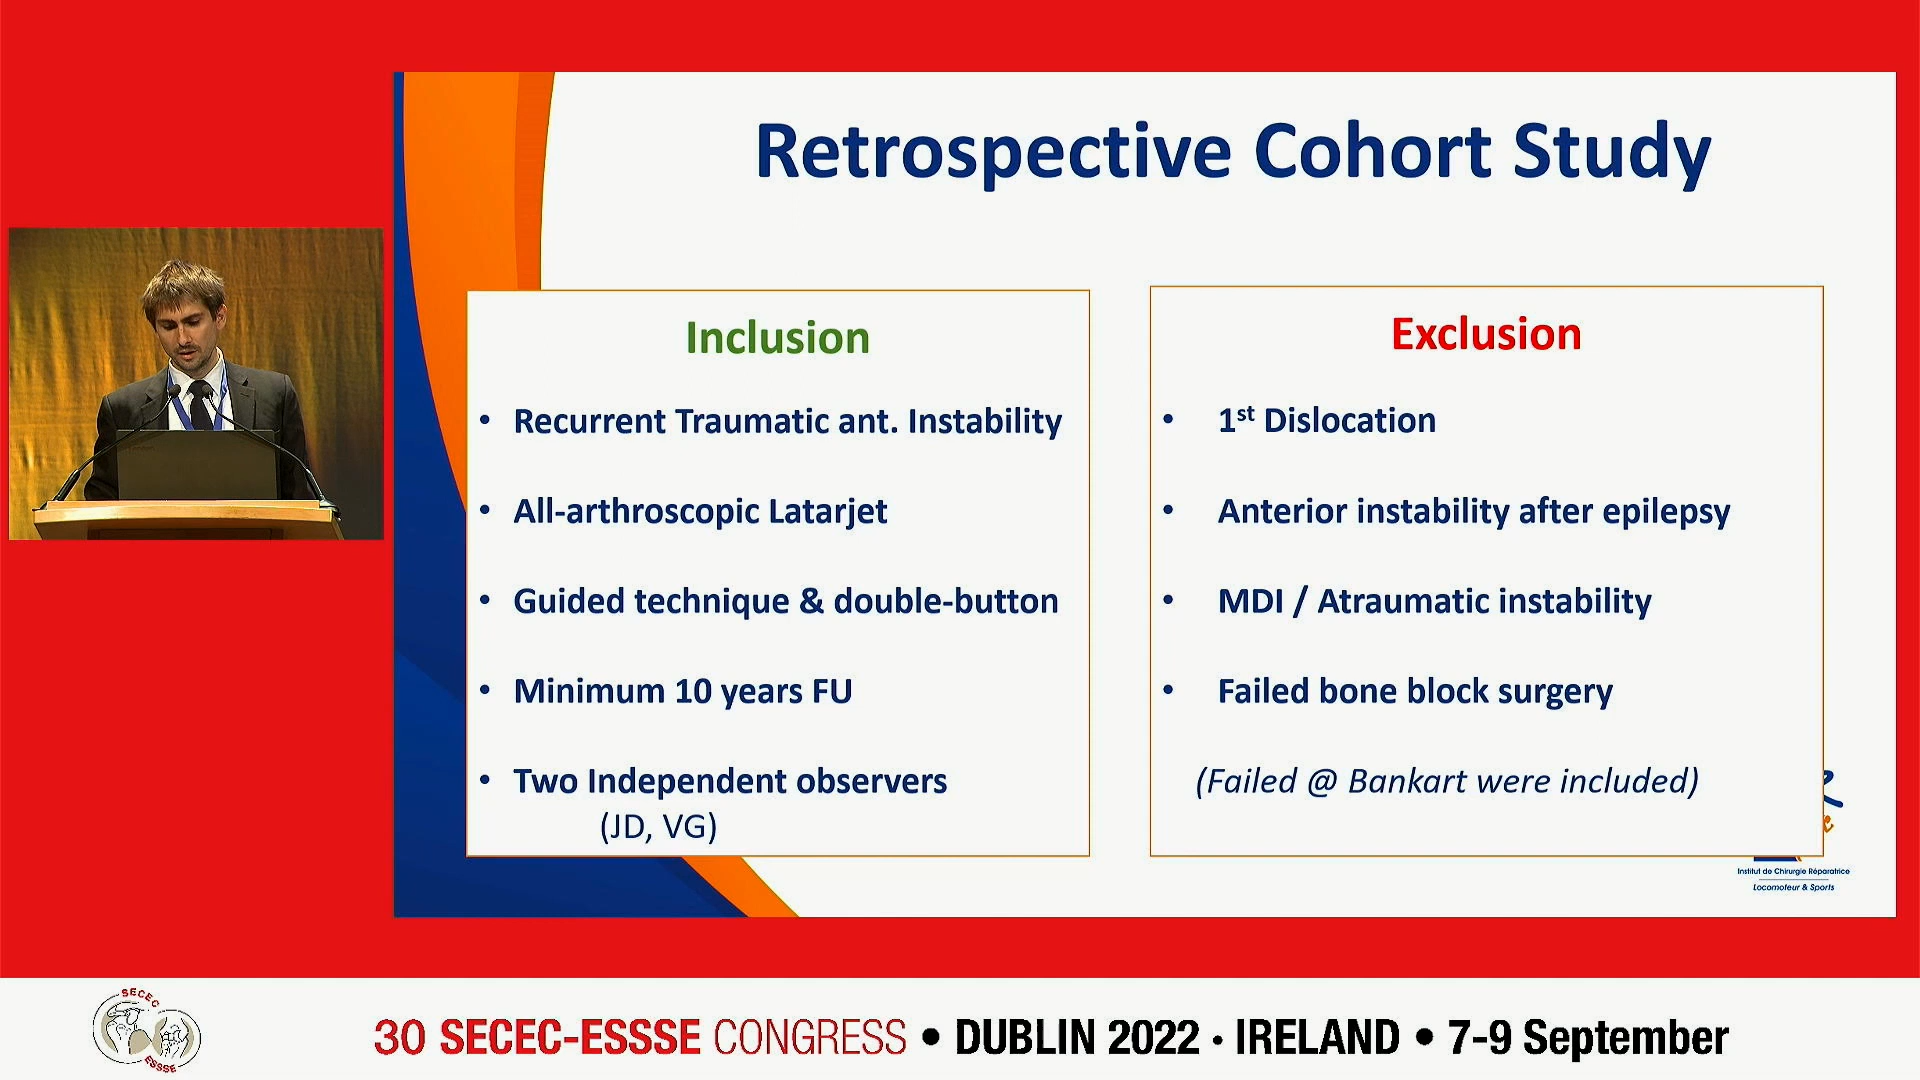 Retrospective Cohort Study
Inclusion
• Recurrent Traumatic ant. Instability
• All-arthroscopic Latarjet
• Guided technique & double-button
• Minimum 10 years FU
• Two Independent observers
(JD, VG)
Exclusion
• 1st Dislocation
• Anterior instability after epilepsy
• MDI / Atraumatic instability
• Failed bone block surgery
(Failed @ Bankart were included)
Institut de Chirurgie Réparatrice
Locomoteur & Sports
SECEC
ESSSE
30 SECEC-ESSSE CONGRESS • DUBLIN 2022 • IRELAND • 7-9 September